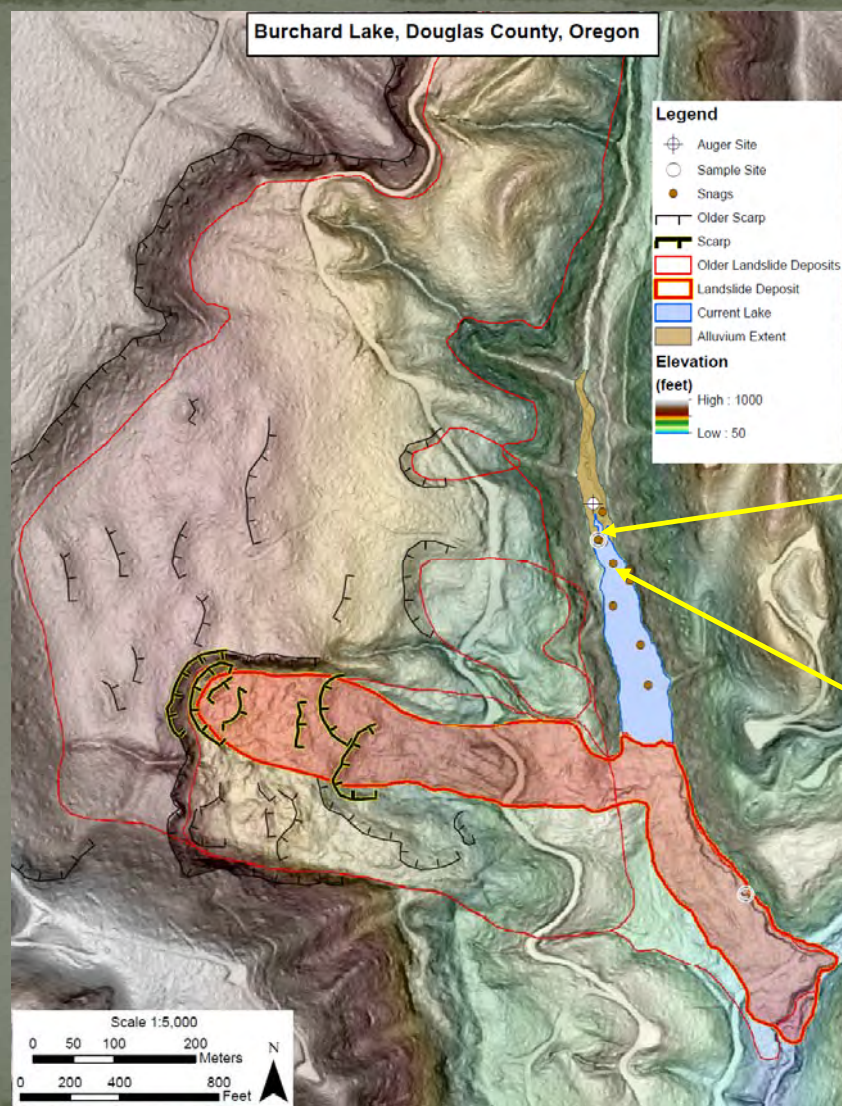 Burchard Lake, Douglas County, Oregon
Legend
Auger Site
Sample Site
Snags
Older Scarp
Scarp
Older Landslide Deposits
Landslide Deposit
Current Lake
Alluvium Extent
Elevation
(feet)
High : 1000
Low : 50
Scale 1:5,000
0 50 100 200
Meters
N
0 200 400 800
Feet